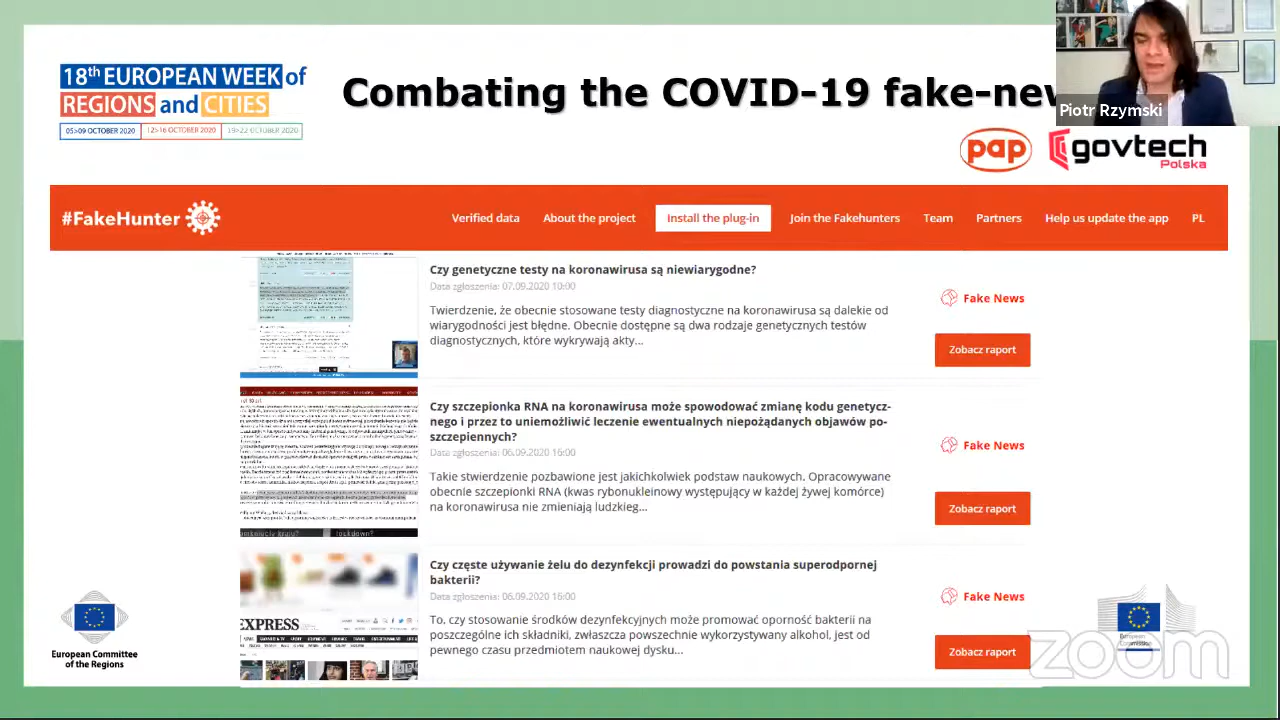 18th EUROPEAN WEEK of
REGIONS and CITIES
05>09 OCTOBER 2020 12>16 OCTOBER 2020 19>22 OCTOBER 2020
Combating the COVID-19 fake-new
Piotr Rzymski
pap govtech
Polska
#FakeHunter Verified data About the project Install the plug-in Join the Fakehunters Team Partners Help us update the app PL
Czy genetyczne testy na koronawirusa są niewiarygodne?
Data zgłoszenia: 07.09.2020 10:00
Fake News
Twierdzenie, że obecnie stosowane testy diagnostyczne na koronawirusa są dalekie od
wiarygodności jest błędne. Obecnie dostępne są dwa rodzaje genetycznych testów
diagnostycznych, które wykrywają akty...
Zobacz raport
Czy szczepionka RNA na koronawirusa może spowodować zmianę kodu genetycz-
nego i przez to uniemożliwić leczenie ewentualnych niepożądanych objawów po-
szczepiennych?
Data zgłoszenia: 06.09.2020 16:00
Fake News
Takie stwierdzenie pozbawione jest jakichkolwiek podstaw naukowych. Opracowywane
obecnie szczepionki RNA (kwas rybonukleinowy występujący w każdej żywej komórce)
na koronawirusa nie zmieniają ludzkieg...
Zobacz raport
lockdown?
Czy częste używanie żelu do dezynfekcji prowadzi do powstania superodpornej
bakterii?
Data zgłoszenia: 06.09.2020 16:00
Fake News
To, czy stosowanie środków dezynfekcyjnych może promować oporność bakterii na
poszczególne ich składniki, zwłaszcza powszechnie wykorzystywany alkohol, jest od
pewnego czasu przedmiotem naukowej dysku...
Zobacz raport
EXPRESS
European Committee
of the Regions
European
Commission
zoom